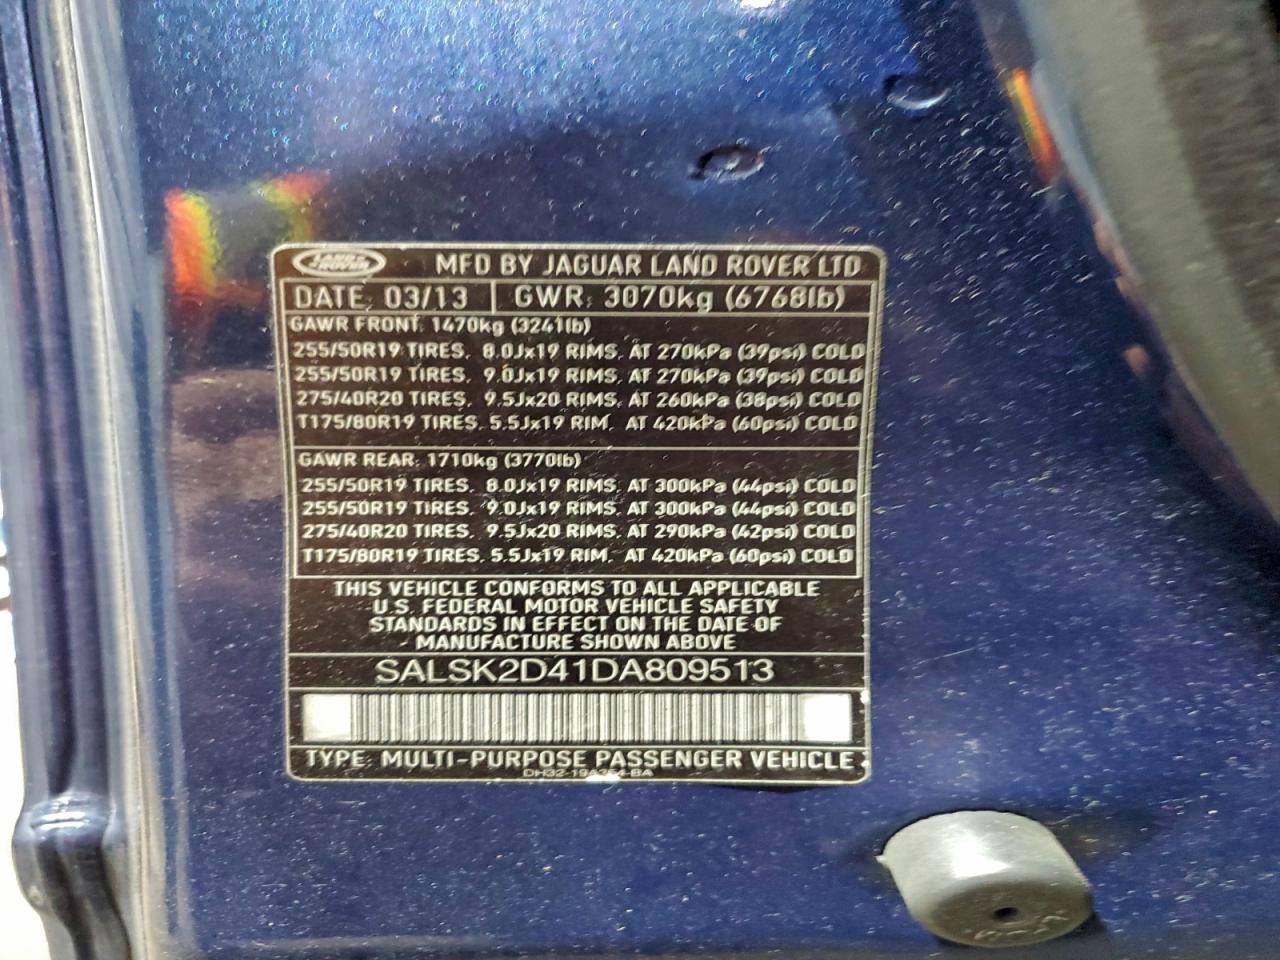 LAND ROVER MFD BY JAGUAR LAND ROVER LTD
DATE: 03/13 GWR: 3070kg (6768lb)
GAWR FRONT: 1470kg (3241lb)
255/50R19 TIRES, 8.0Jx19 RIMS, AT 270kPa (39psi) COLD
255/50R19 TIRES, 9.0Jx19 RIMS, AT 270kPa (39psi) COLD
275/40R20 TIRES, 9.5Jx20 RIMS, AT 260kPa (38psi) COLD
T175/80R19 TIRES, 5.5Jx19 RIM, AT 420kPa (60psi) COLD
GAWR REAR: 1710kg (3770lb)
255/50R19 TIRES, 8.0Jx19 RIMS, AT 300kPa (44psi) COLD
255/50R19 TIRES, 9.0Jx19 RIMS, AT 300kPa (44psi) COLD
275/40R20 TIRES, 9.5Jx20 RIMS, AT 290kPa (42psi) COLD
T175/80R19 TIRES, 5.5Jx19 RIM, AT 420kPa (60psi) COLD
THIS VEHICLE CONFORMS TO ALL APPLICABLE
U.S. FEDERAL MOTOR VEHICLE SAFETY
STANDARDS IN EFFECT ON THE DATE OF
MANUFACTURE SHOWN ABOVE
SALSK2D41DA809513
TYPE: MULTI-PURPOSE PASSENGER VEHICLE